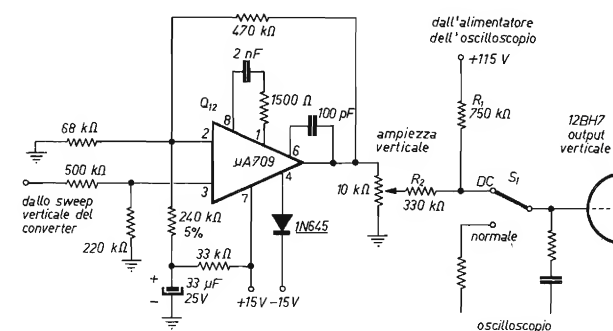 470 kΩ
2 nF
Q12
8
1500 Ω
100 pF
68 kΩ
2
1
6
µA709
500 kΩ
3
4
7
dallo sweep
verticale del
converter
220 kΩ
240 kΩ
5%
33 kΩ
1N645
+
−
33 µF
25V
+15V
−15V
ampiezza
verticale
10 kΩ
R2
330 kΩ
dall'alimentatore
dell'oscilloscopio
+115 V
R1
750 kΩ
DC
S1
normale
12BH7
output
verticale
oscilloscopio